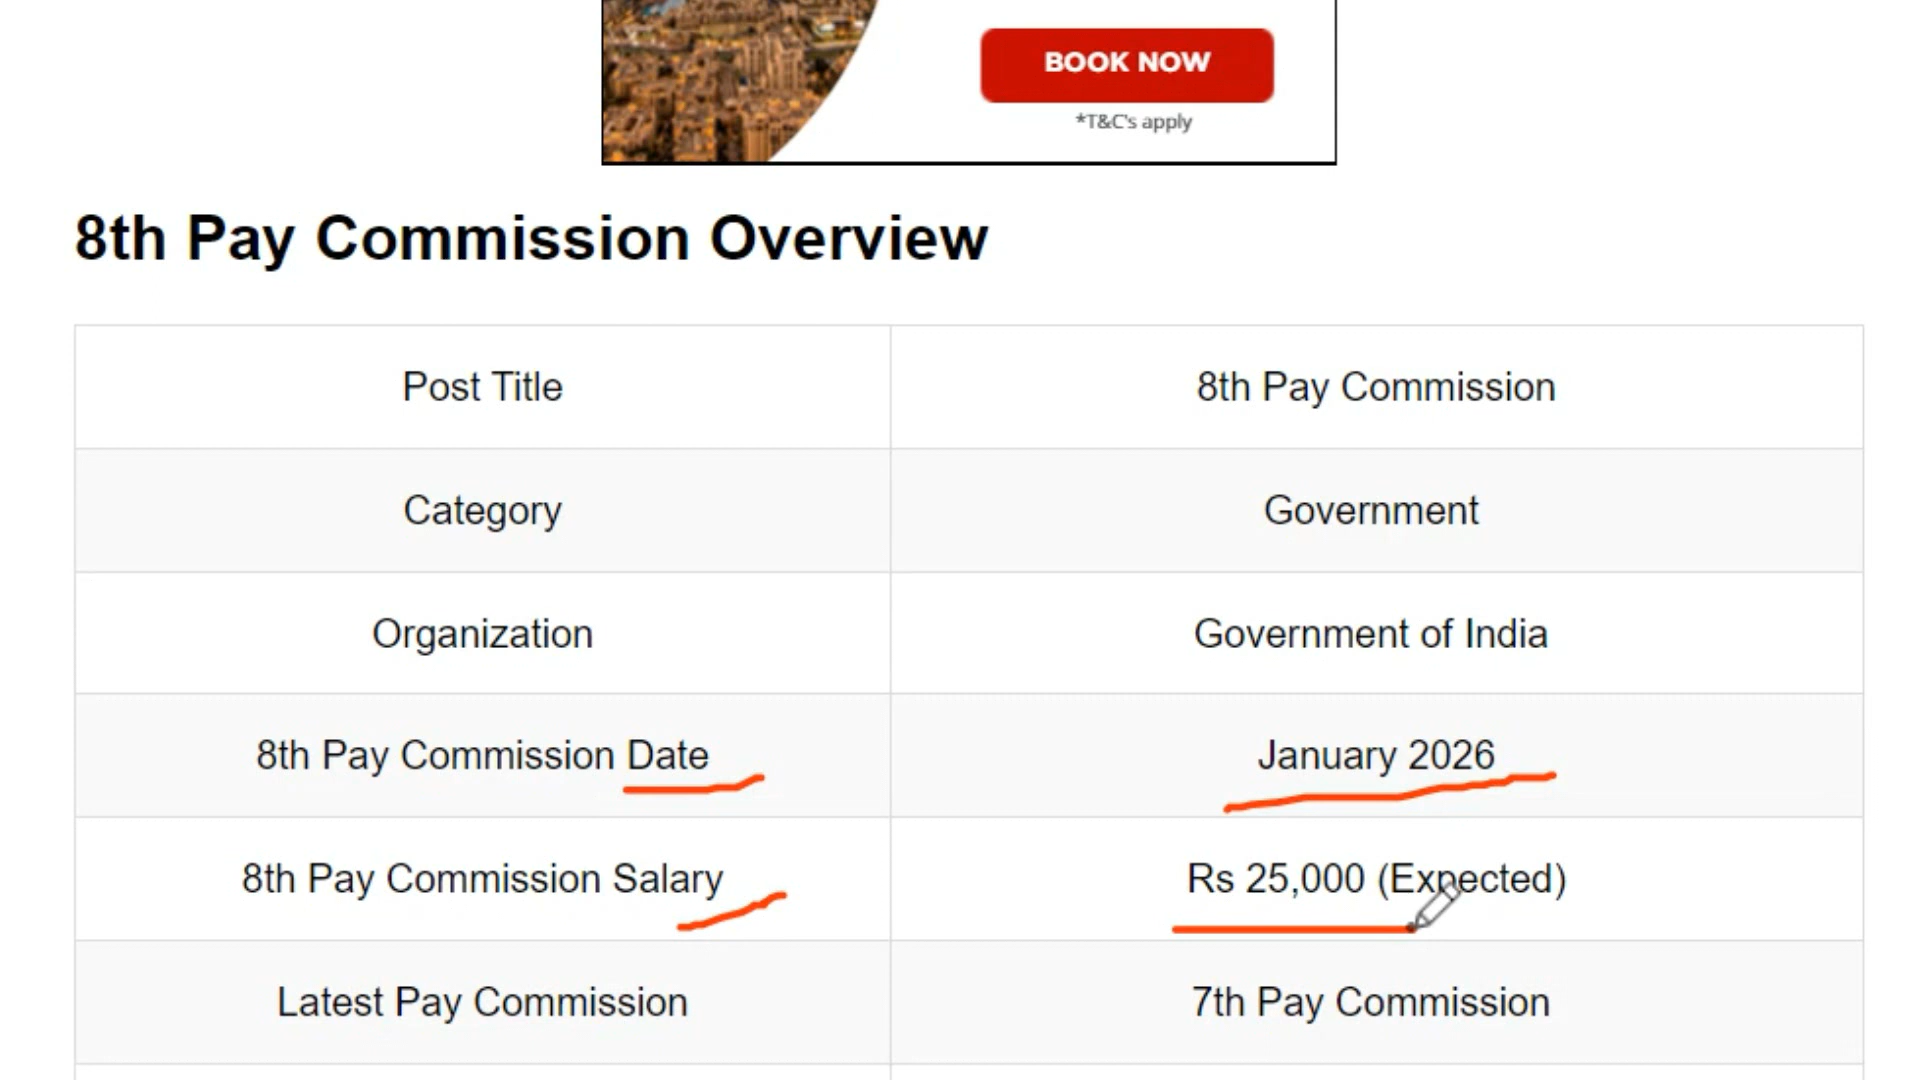 BOOK NOW
*T&C's apply
8th Pay Commission Overview
Post Title
8th Pay Commission
Category
Government
Organization
Government of India
8th Pay Commission Date
January 2026
8th Pay Commission Salary
Rs 25,000 (Expected)
Latest Pay Commission
7th Pay Commission